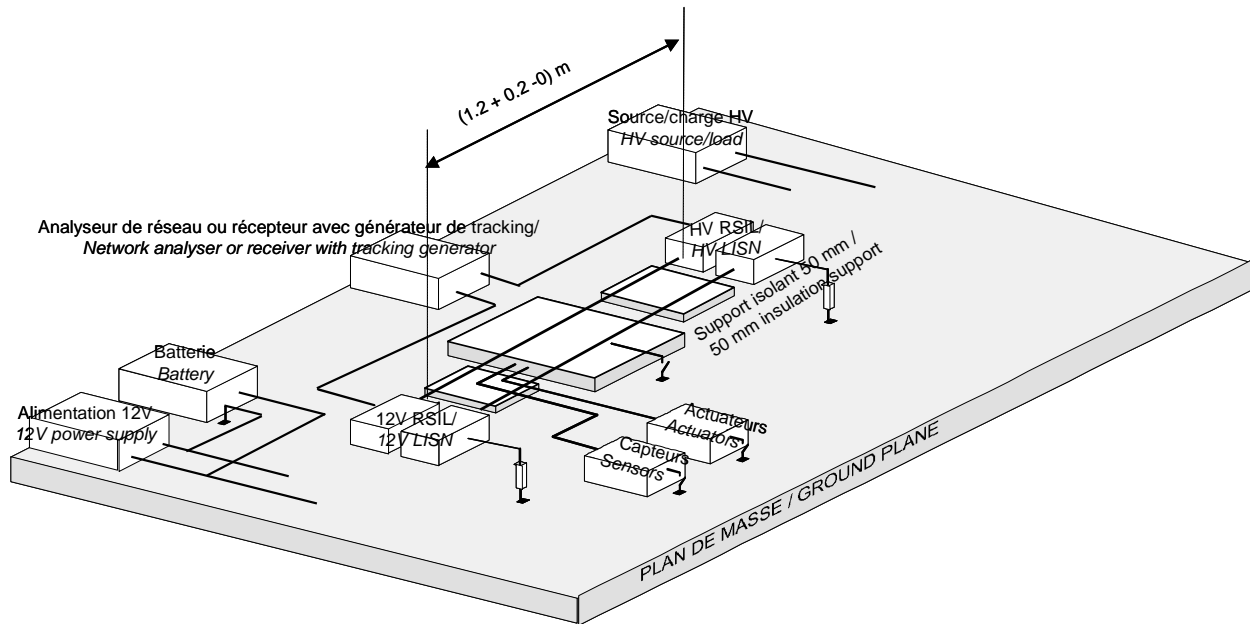 (1.2 + 0.2 -0) m
Source/charge HV
HV source/load
Analyseur de réseau ou récepteur avec générateur de tracking/
Network analyser or receiver with tracking generator
HV RSIL/
HV LISN
Support isolant 50 mm /
50 mm insulation support
Batterie
Battery
Alimentation 12V
12V power supply
12V RSIL/
12V LISN
Actuateurs
Actuators
Capteurs
Sensors
PLAN DE MASSE / GROUND PLANE